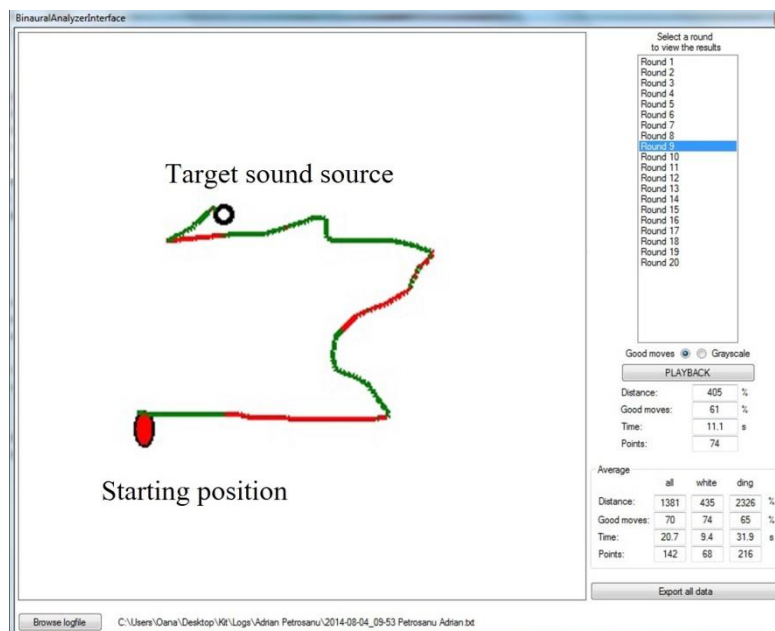 BinauralAnalyzerInterface
Target sound source
Starting position
Select a round
to view the results
Round 1
Round 2
Round 3
Round 4
Round 5
Round 6
Round 7
Round 8
Round 9
Round 10
Round 11
Round 12
Round 13
Round 14
Round 15
Round 16
Round 17
Round 18
Round 19
Round 20
Good moves Grayscale
PLAYBACK
Distance: 405 %
Good moves: 61 %
Time: 11.1 s
Points: 74
Average
all white ding
Distance: 1381 435 2326 %
Good moves: 70 74 65 %
Time: 20.7 9.4 31.9 s
Points: 142 68 216
Export all data
Browse logfile C:\Users\Oana\Desktop\Kit\Logs\Adrian Petrosanu\2014-08-04_09-53 Petrosanu Adrian.txt